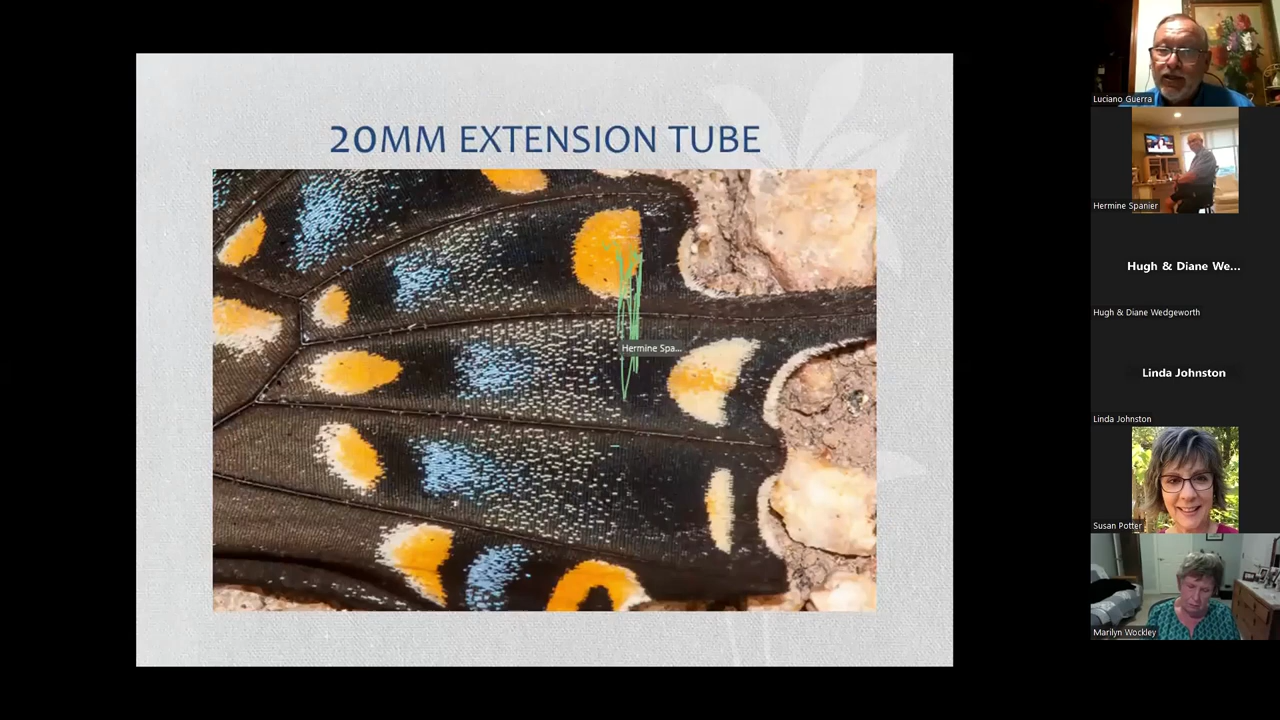 20MM EXTENSION TUBE
Hermine Spa...
Luciano Guerra
Hermine Spanier
Hugh & Diane We...
Hugh & Diane Wedgeworth
Linda Johnston
Linda Johnston
Susan Potter
Marilyn Wockley